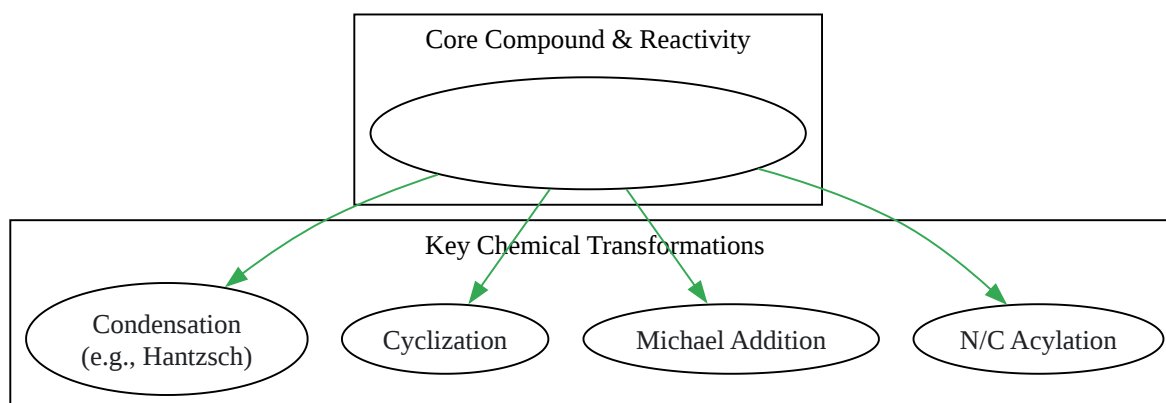 Core Compound & Reactivity
Key Chemical Transformations
Condensation
(e.g., Hantzsch)
Cyclization
Michael Addition
N/C Acylation